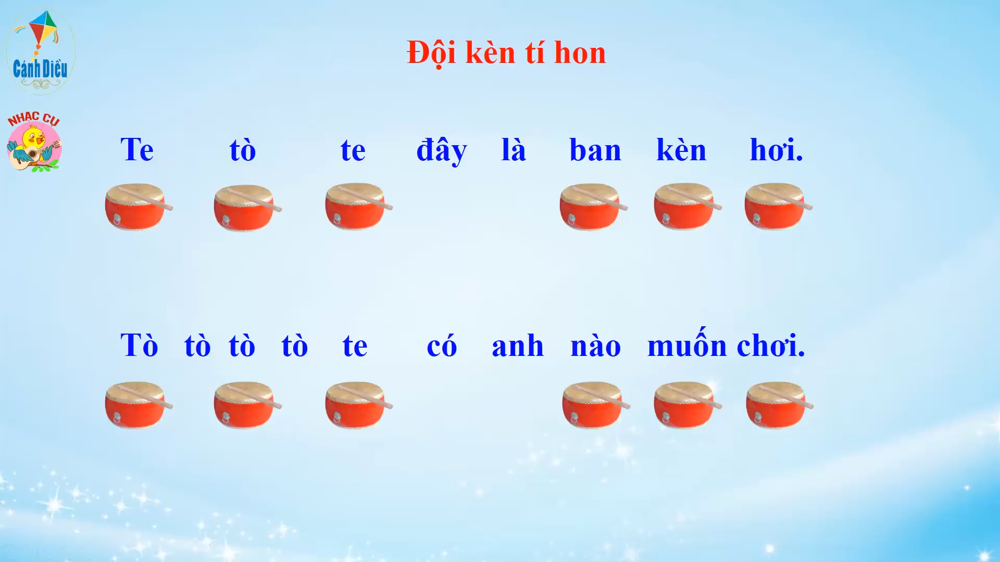 Cánh Diều
Đội kèn tí hon
NHẠC CỤ
Te tò te đây là ban kèn hơi.
Tò tò tò tò te có anh nào muốn chơi.